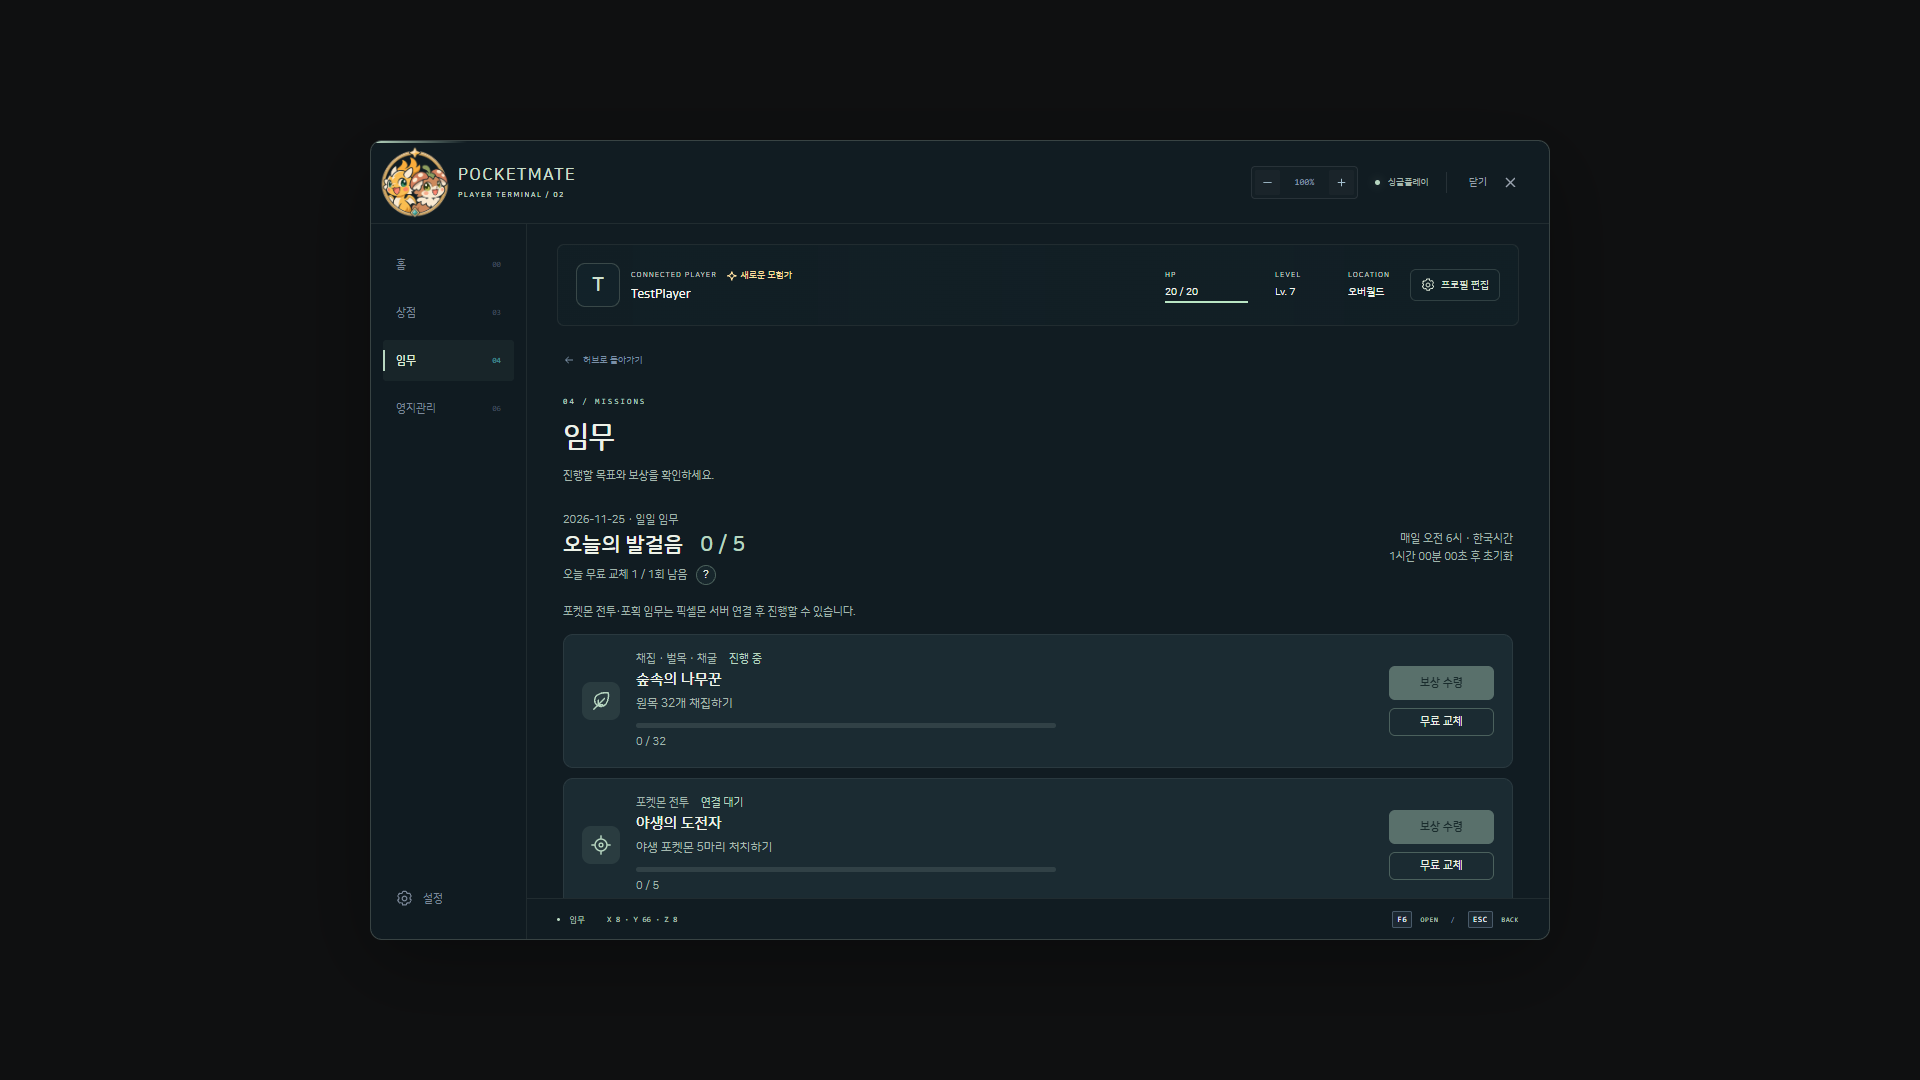 POCKETMATE
PLAYER TERMINAL / 02
— 100% +
싱글플레이
닫기
홈 00
상점 03
임무 04
영지관리 06
설정
T
CONNECTED PLAYER 새로운 모험가
TestPlayer
HP
20 / 20
LEVEL
Lv. 7
LOCATION
오버월드
프로필 편집
허브로 돌아가기
04 / MISSIONS
임무
진행할 목표와 보상을 확인하세요.
2026-11-25 · 일일 임무
오늘의 발걸음 0 / 5
오늘 무료 교체 1 / 1회 남음 ?
매일 오전 6시 · 한국시간
1시간 00분 00초 후 초기화
포켓몬 전투·포획 임무는 픽셀몬 서버 연결 후 진행할 수 있습니다.
채집 · 벌목 · 채굴 진행 중
숲속의 나무꾼
원목 32개 채집하기
0 / 32
보상 수령
무료 교체
포켓몬 전투 연결 대기
야생의 도전자
야생 포켓몬 5마리 처치하기
0 / 5
보상 수령
무료 교체
임무 X 8 · Y 66 · Z 8
F6 OPEN / ESC BACK